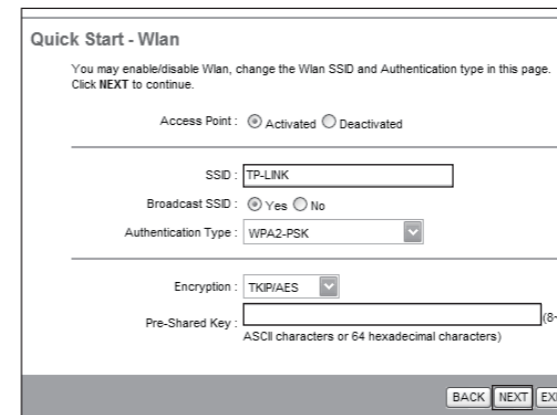 Quick Start - Wlan
You may enable/disable Wlan, change the Wlan SSID and Authentication type in this page.
Click NEXT to continue.
Access Point : Activated Deactivated
SSID : TP-LINK
Broadcast SSID : Yes No
Authentication Type : WPA2-PSK
Encryption : TKIP/AES
Pre-Shared Key : (8-
ASCII characters or 64 hexadecimal characters)
BACK NEXT